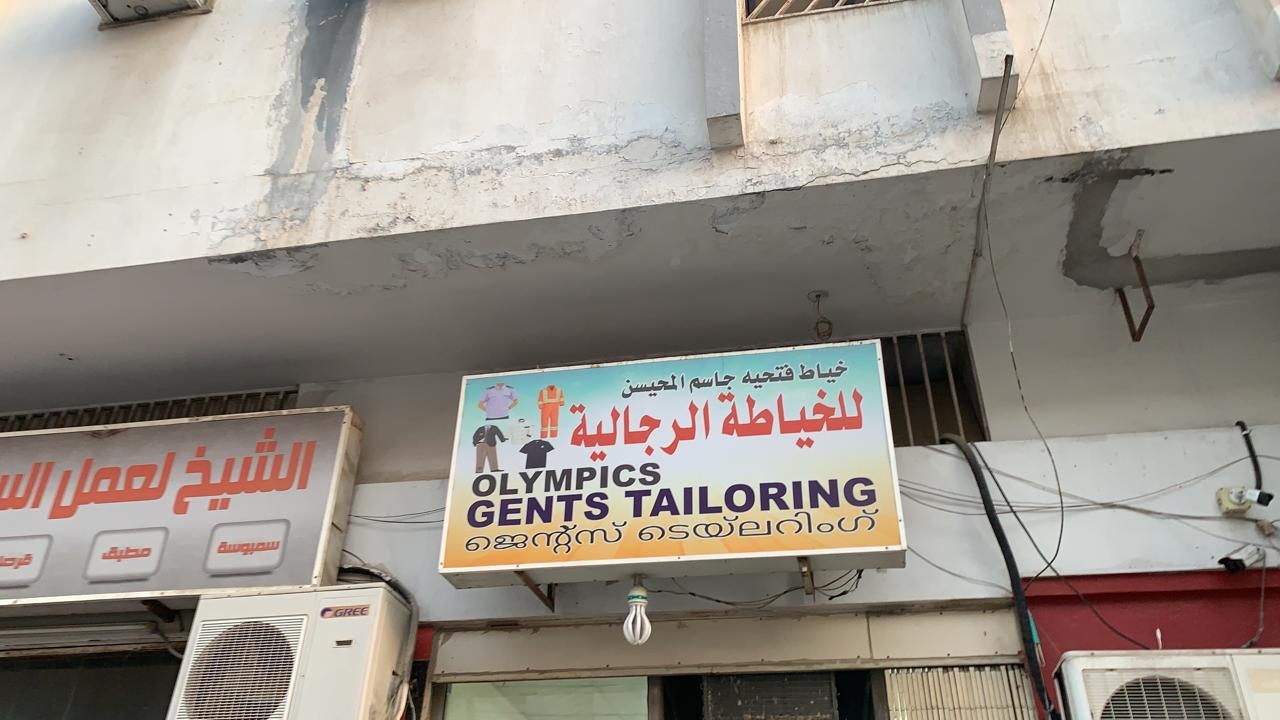 خياط فتحيه جاسم المحيسن
للخياطة الرجالية
OLYMPICS
GENTS TAILORING
ജെന്റ്സ് ടെയ്ലറിംഗ്
الشيخ لعمل
سمبوسة
مطبق
GREE